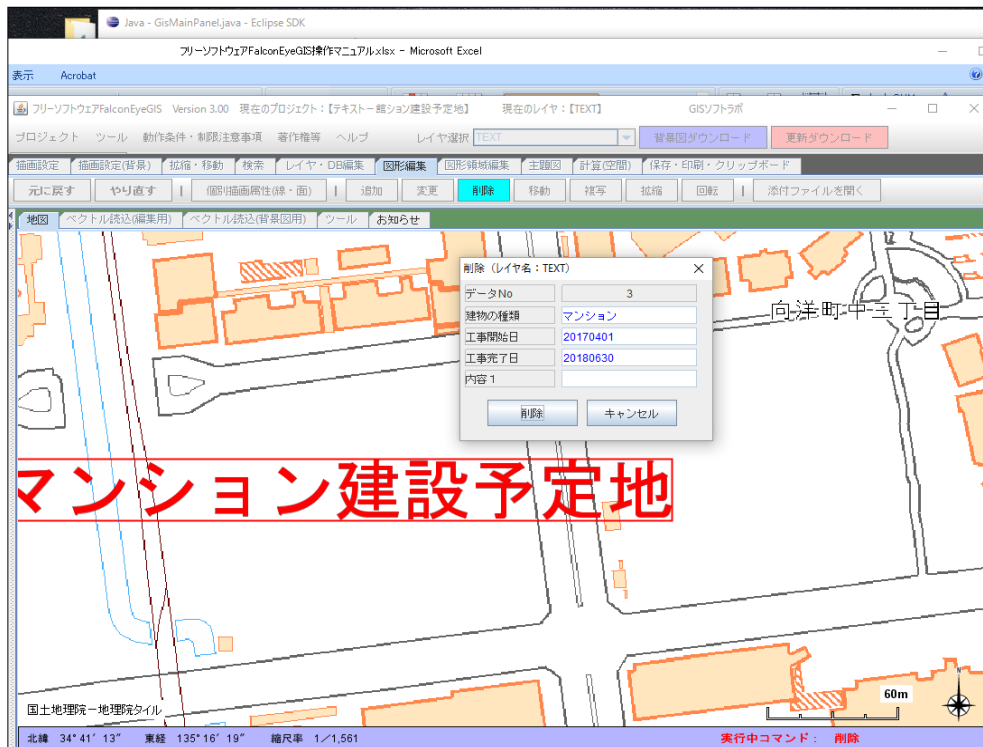 Java - GisMainPanel.java - Eclipse SDK
フリーソフトウェアFalconEyeGIS操作マニュアル.xlsx - Microsoft Excel
表示 Acrobat
フリーソフトウェアFalconEyeGIS Version 3.00 現在のプロジェクト：【テキストー館ション建設予定地】 現在のレイヤ：【TEXT】 GISソフトラボ
プロジェクト ツール 動作条件・制限注意事項 著作権等 ヘルプ レイヤ選択 TEXT 背景図ダウンロード 更新ダウンロード
描画設定 描画設定(背景) 拡縮・移動 検索 レイヤ・DB編集 図形編集 図形領域編集 主題図 計算(空間) 保存・印刷・クリップボード
元に戻す やり直す | 個別描画属性(線・面) | 追加 変更 削除 移動 複写 拡縮 回転 | 添付ファイルを開く
地図 ベクトル読込(編集用) ベクトル読込(背景図用) ツール お知らせ
削除（レイヤ名：TEXT）
データNo 3
建物の種類 マンション
工事開始日 20170401
工事完了日 20180630
内容１
削除 キャンセル
向洋町中三丁目
マンション建設予定地
60m
N
国土地理院－地理院タイル
北緯 34°41′13″ 東経 135°16′19″ 縮尺率 1／1,561 実行中コマンド： 削除